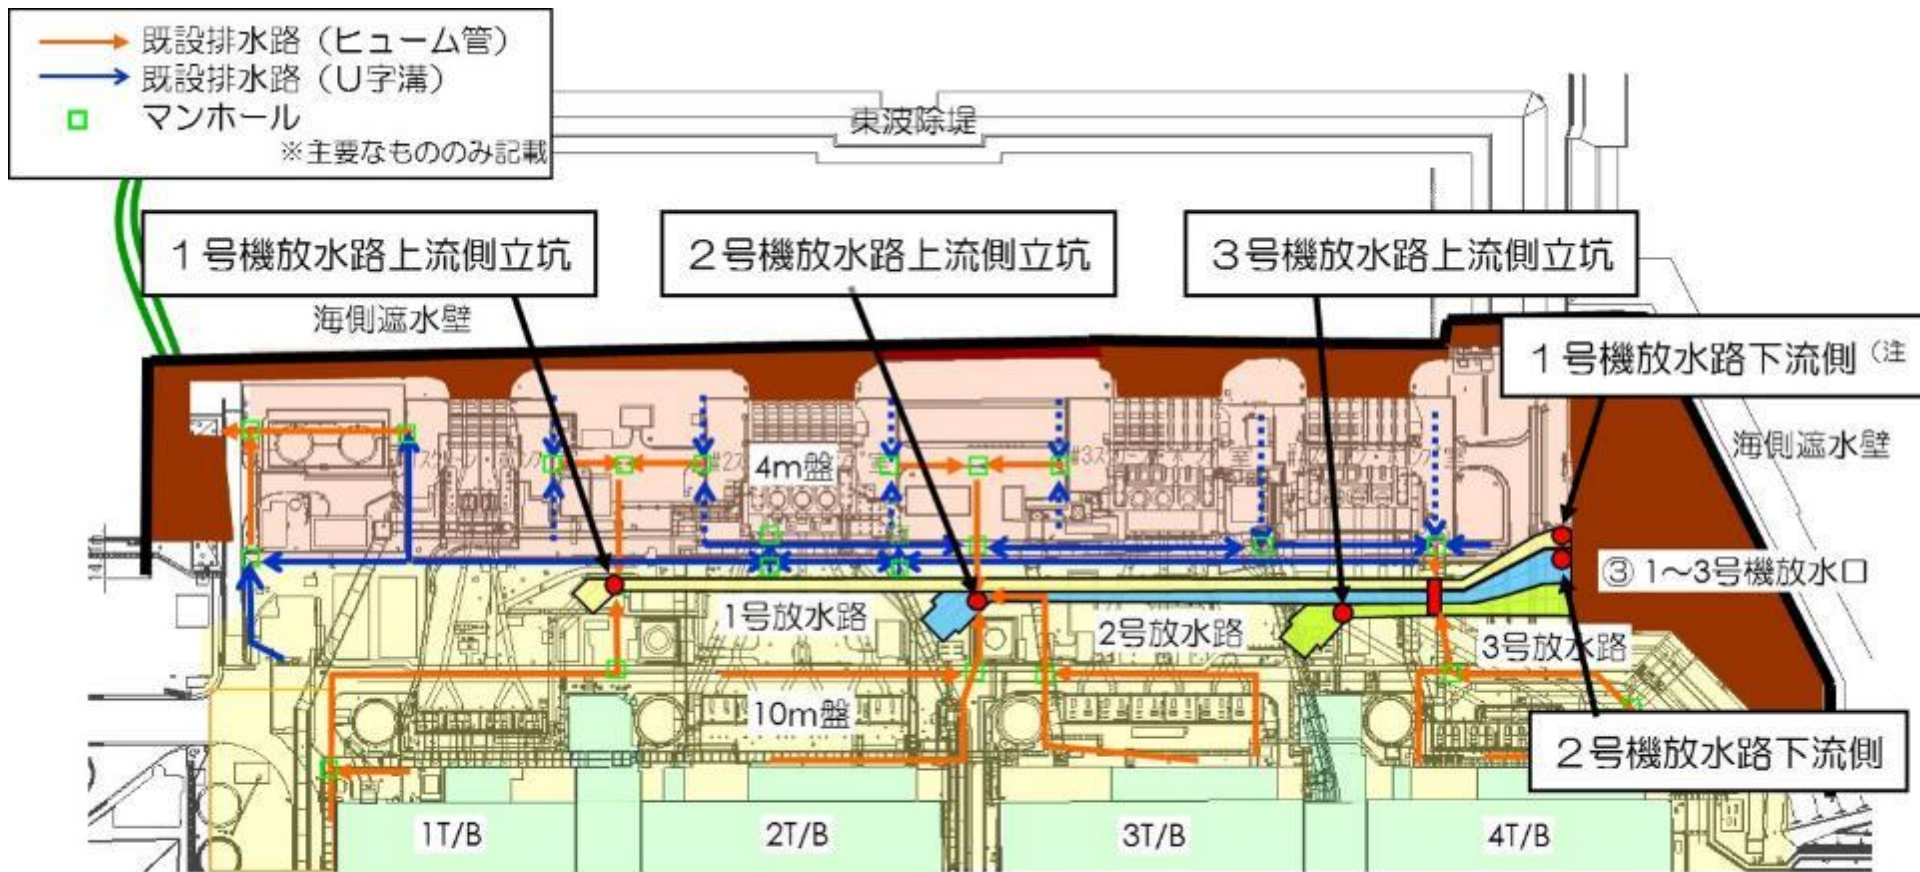 既設排水路（ヒューム管）
既設排水路（U字溝）
マンホール
※主要なもののみ記載
東波除堤
1号機放水路上流側立坑
2号機放水路上流側立坑
3号機放水路上流側立坑
海側遮水壁
1号機放水路下流側（注
海側遮水壁
4m盤
③ 1～3号機放水口
1号放水路
2号放水路
3号放水路
10m盤
2号機放水路下流側
1T/B
2T/B
3T/B
4T/B